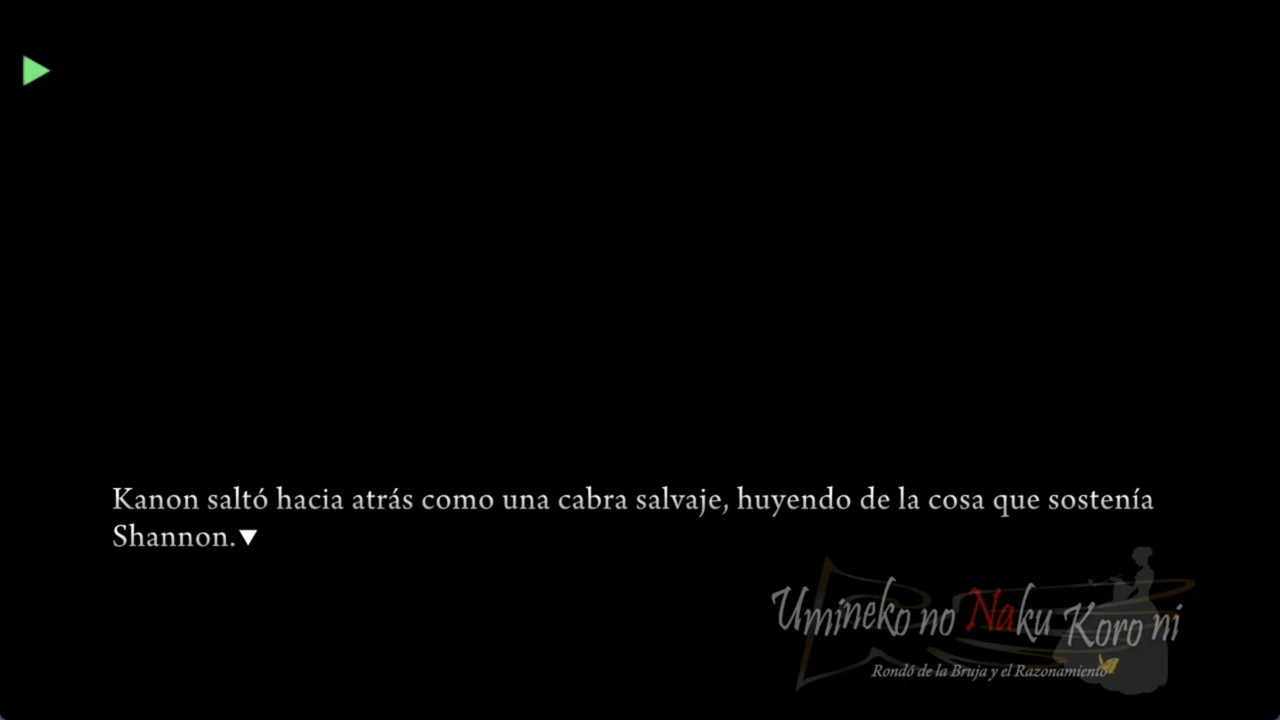 Kanon saltó hacia atrás como una cabra salvaje, huyendo de la cosa que sostenía
Shannon.
Umineko no Naku Koro ni
Rondó de la Bruja y el Razonamiento